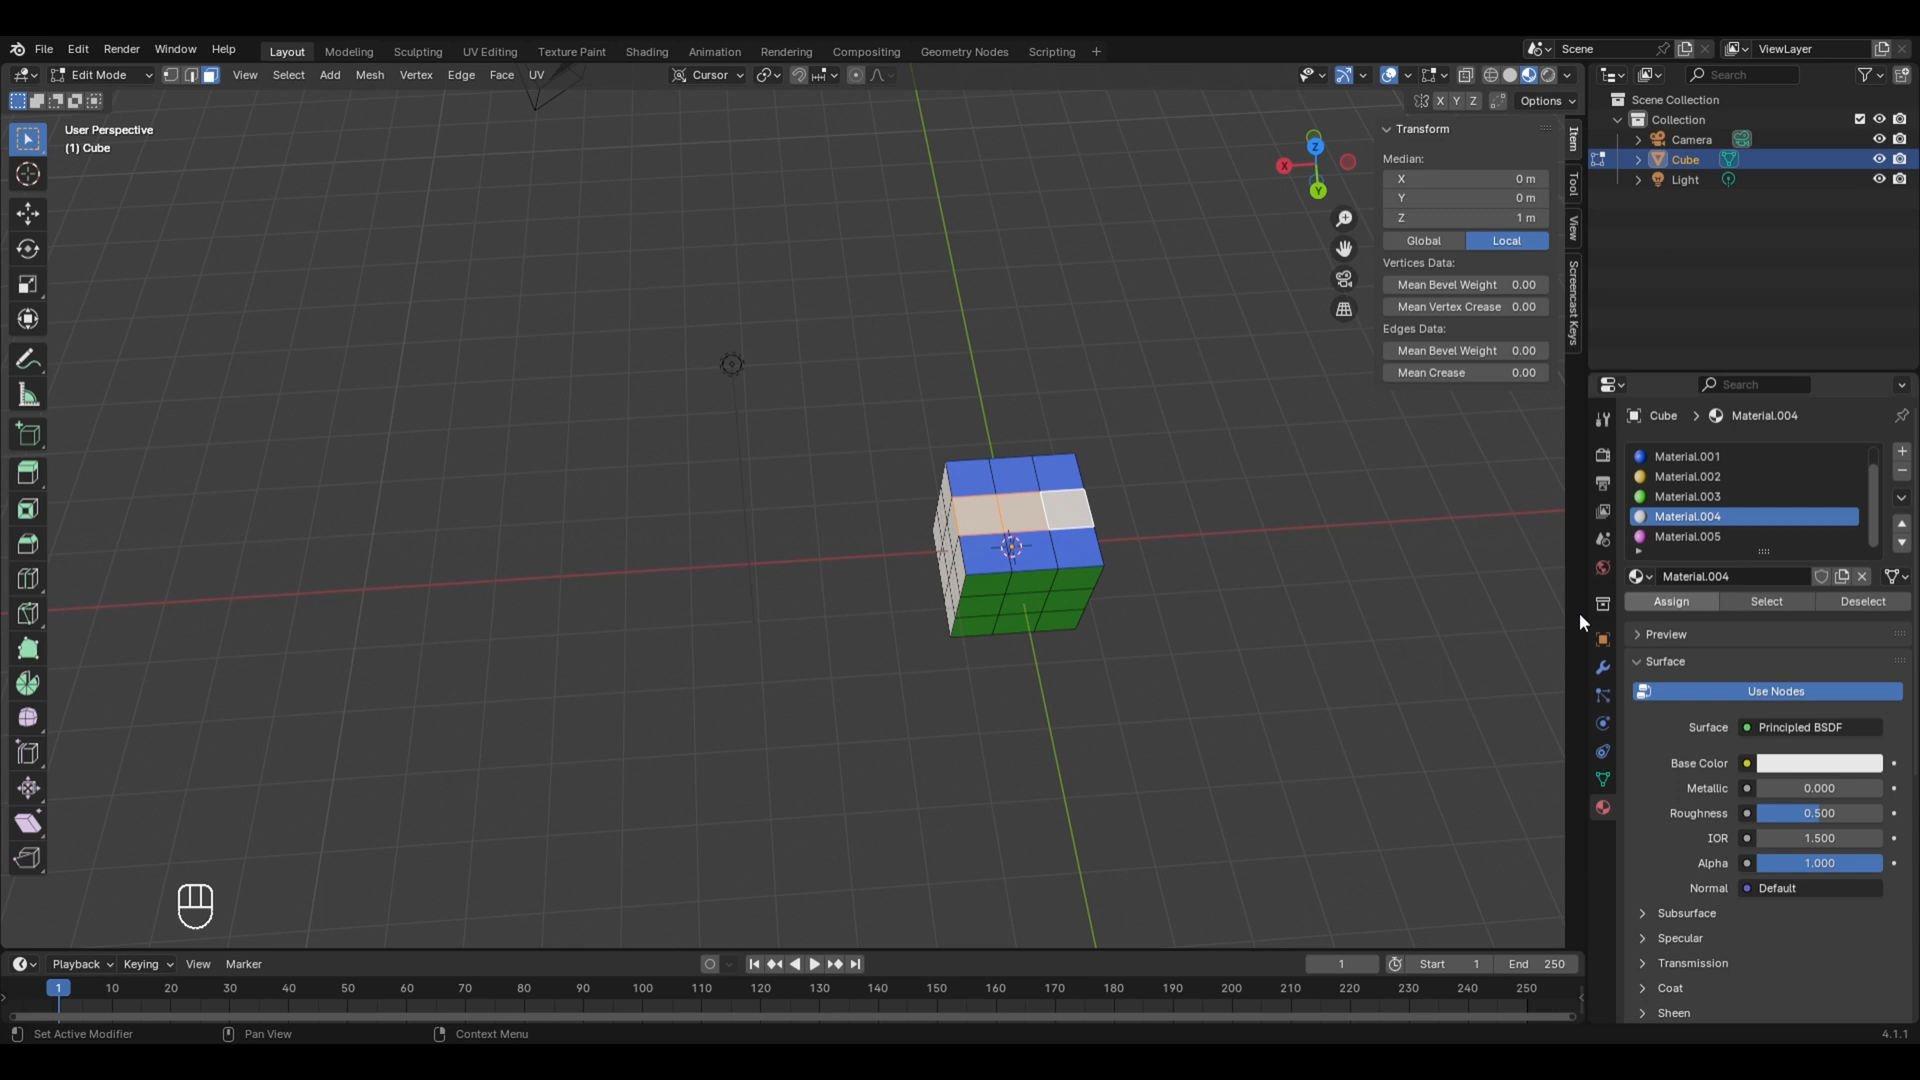 File Edit Render Window Help Layout Modeling Sculpting UV Editing Texture Paint Shading Animation Rendering Compositing Geometry Nodes Scripting + Scene ViewLayer
Edit Mode View Select Add Mesh Vertex Edge Face UV Cursor Search
X Y Z Options
User Perspective
(1) Cube
X Y Z
Transform
Median:
X 0 m
Y 0 m
Z 1 m
Global Local
Vertices Data:
Mean Bevel Weight 0.00
Mean Vertex Crease 0.00
Edges Data:
Mean Bevel Weight 0.00
Mean Crease 0.00
Item
Tool
View
Screencast Keys
Scene Collection
Collection
Camera
Cube
Light
Search
Cube > Material.004
Material.001
Material.002
Material.003
Material.004
Material.005
Material.004
Assign Select Deselect
Preview
Surface
Use Nodes
Surface Principled BSDF
Base Color
Metallic 0.000
Roughness 0.500
IOR 1.500
Alpha 1.000
Normal Default
Subsurface
Specular
Transmission
Coat
Sheen
Playback Keying View Marker 1 Start 1 End 250
1 10 20 30 40 50 60 70 80 90 100 110 120 130 140 150 160 170 180 190 200 210 220 230 240 250
Set Active Modifier Pan View Context Menu 4.1.1